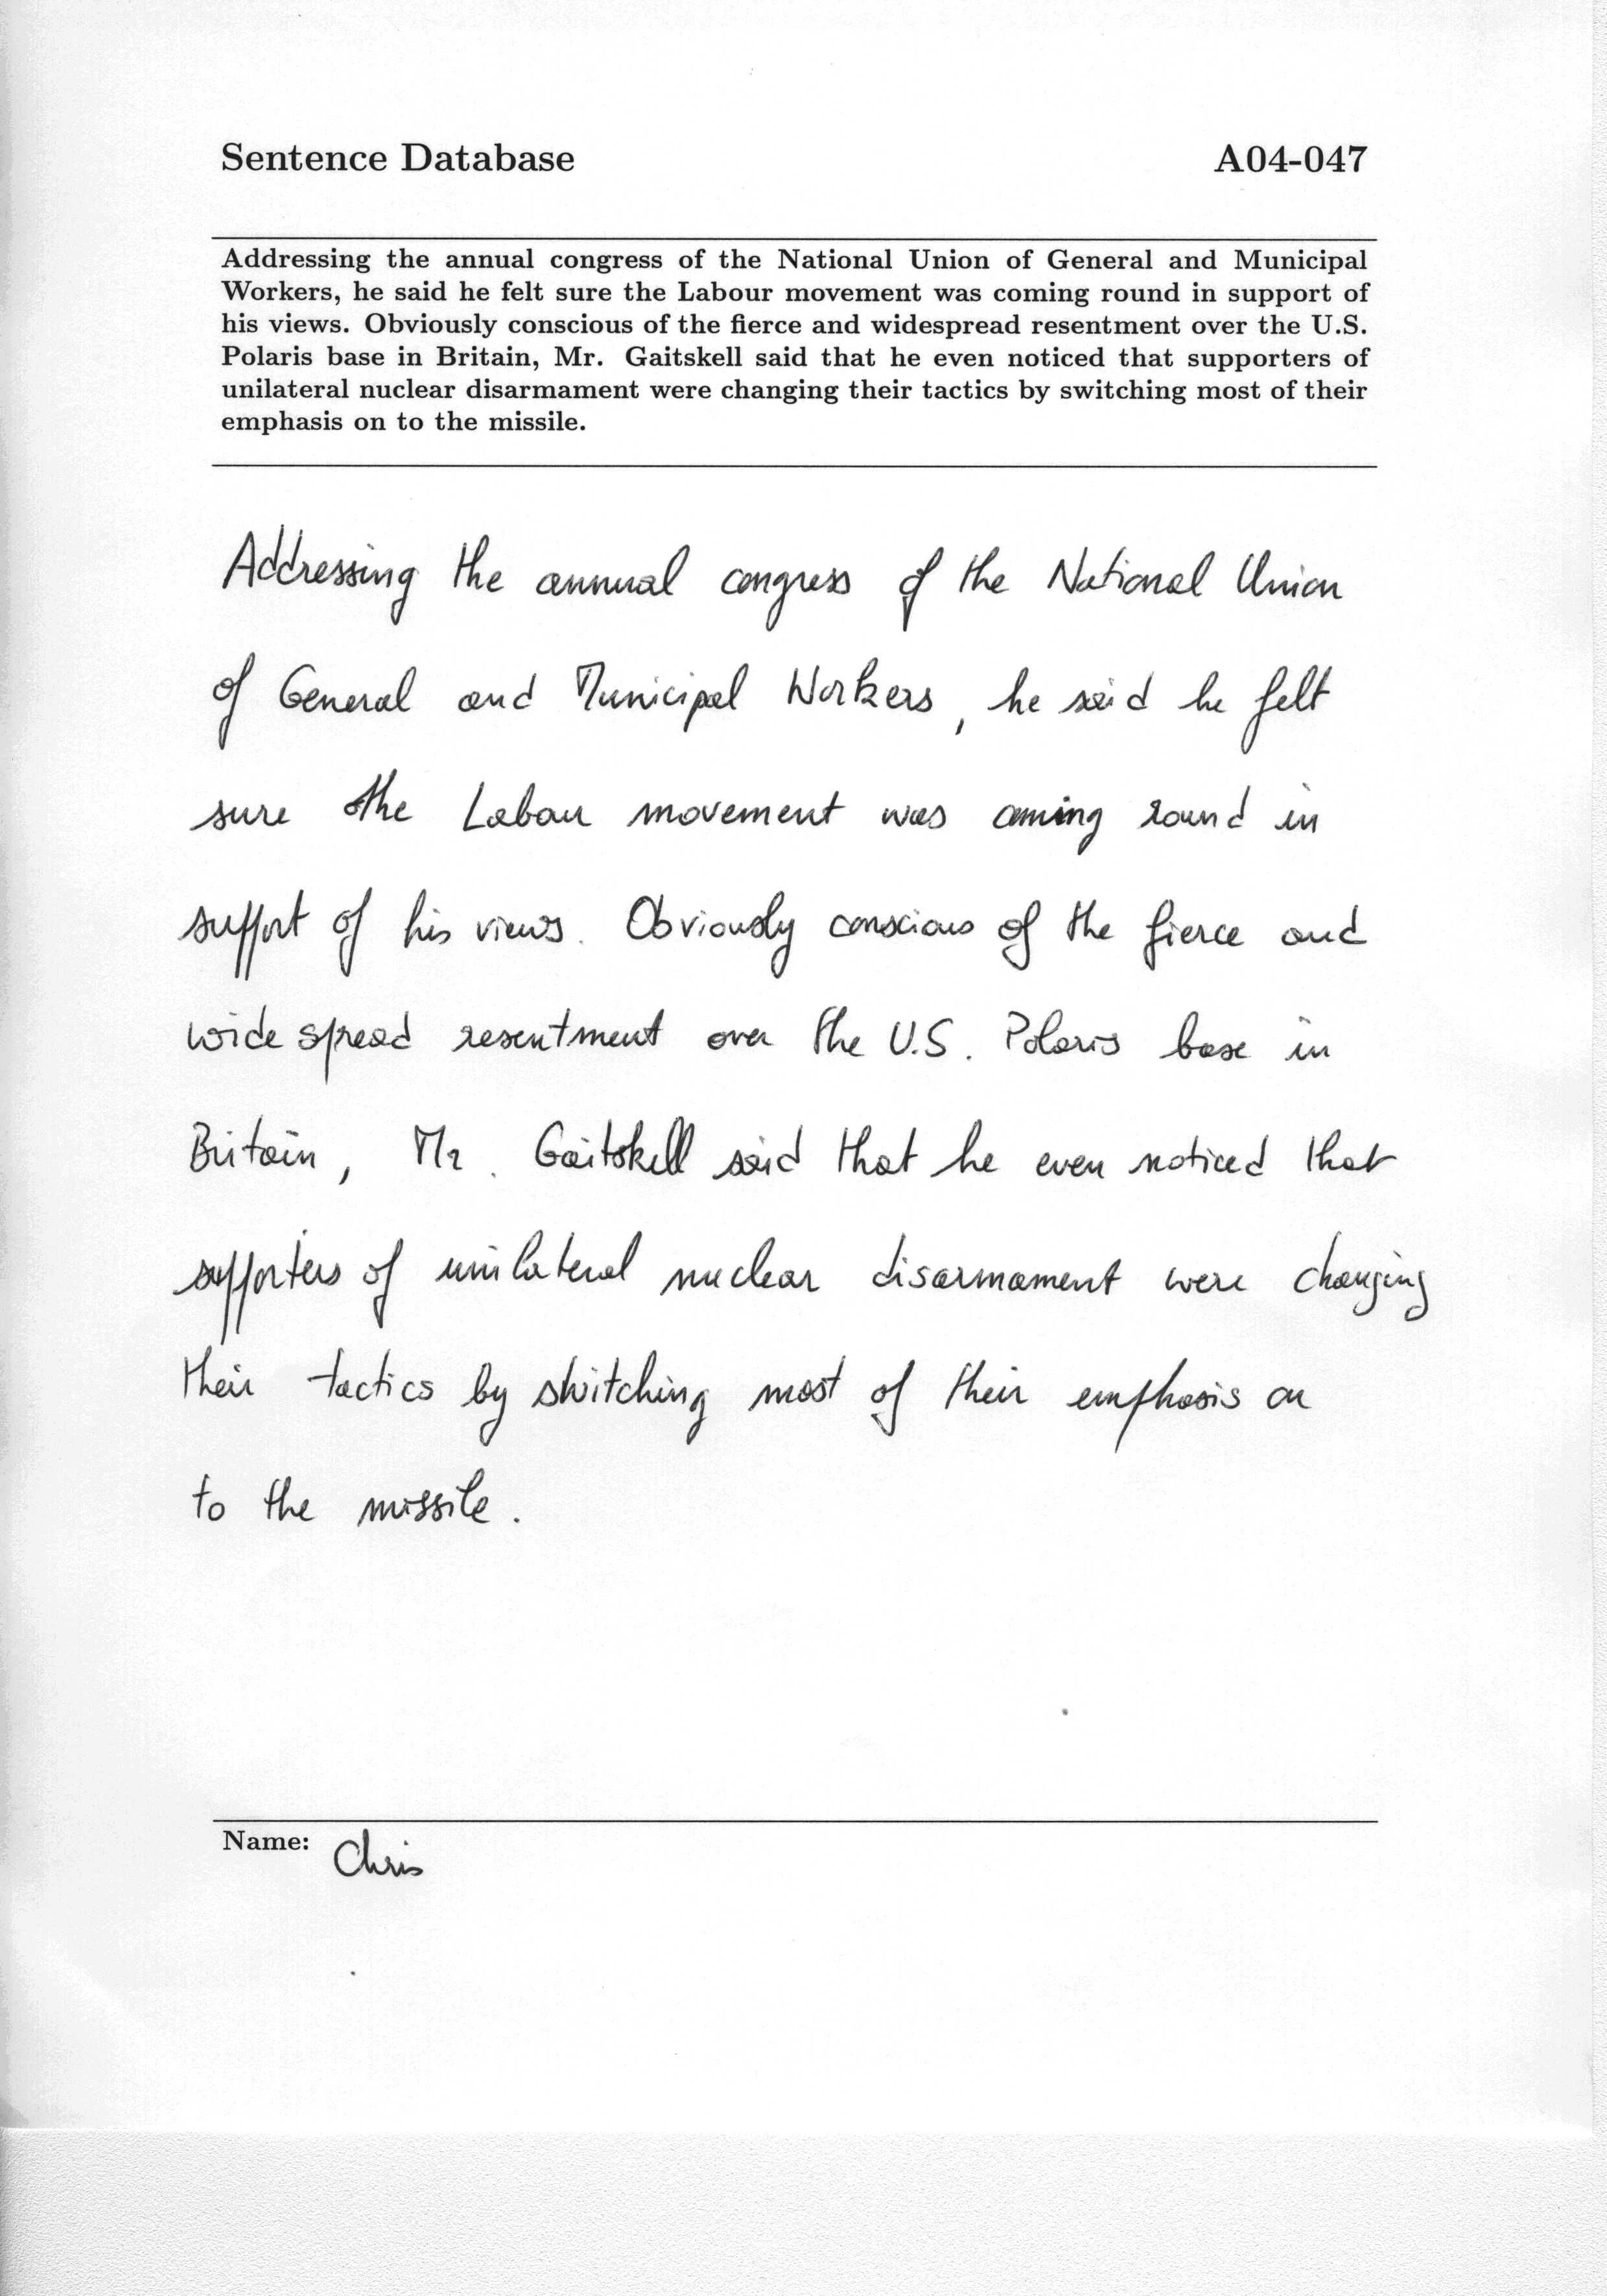 Sentence Database A04-047
Addressing the annual congress of the National Union of General and Municipal
Workers, he said he felt sure the Labour movement was coming round in support of
his views. Obviously conscious of the fierce and widespread resentment over the U.S.
Polaris base in Britain, Mr. Gaitskell said that he even noticed that supporters of
unilateral nuclear disarmament were changing their tactics by switching most of their
emphasis on to the missile.
Addressing the annual congress of the National Union
of General and Municipal Workers, he said he felt
sure the Labour movement was coming round in
support of his views. Obviously conscious of the fierce and
wide spread resentment over the U.S. Polaris base in
Britain, Mr. Gaitskell said that he even noticed that
supporters of unilateral nuclear disarmament were changing
their tactics by switching most of their emphasis on
to the missile.
Name: Chris